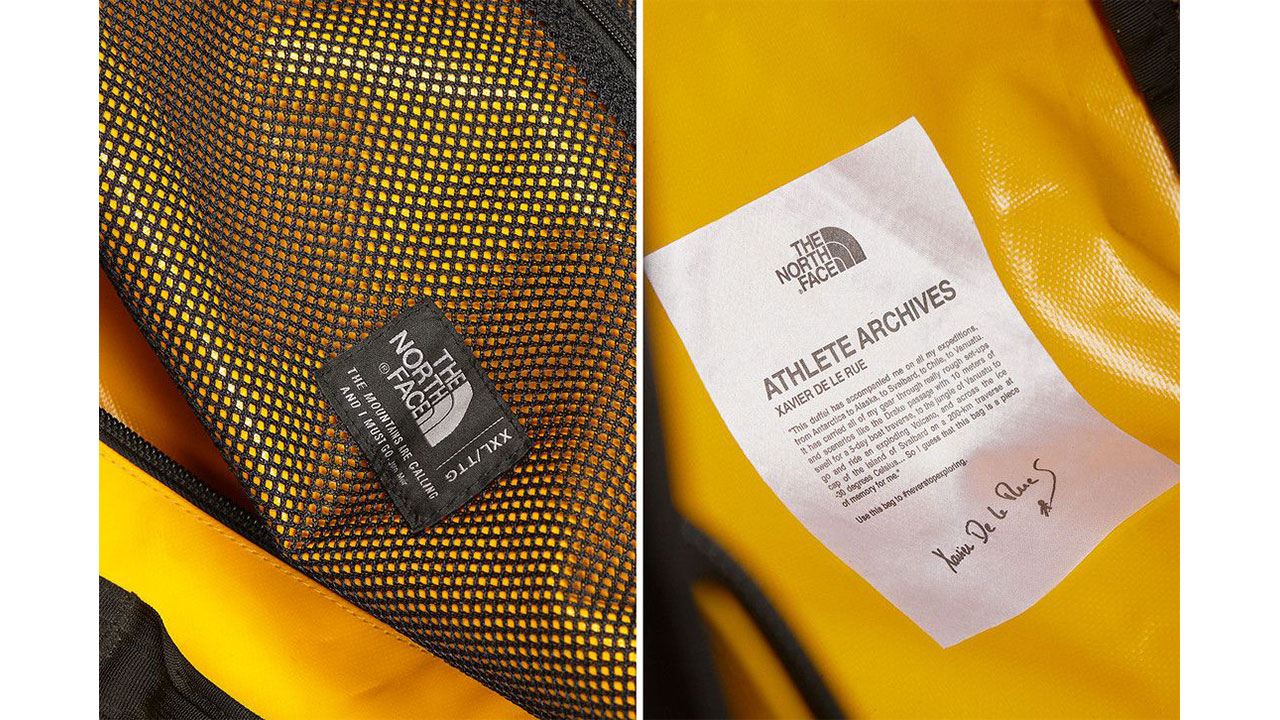 THE
NORTH
FACE
®
THE MOUNTAINS ARE CALLING
AND I MUST GO John Muir
XXL/TTG
THE
NORTH
FACE
®
ATHLETE ARCHIVES
XAVIER DE LE RUE
"This duffel has accompanied me on all my expeditions,
from Antarctica to Alaska, to Svalbard, to Chile, to Vanuatu.
It has carried all of my gear through really rough set-ups
and scenarios like the Drake passage with 10 meters of
swell for a 5-day boat traverse, to the jungle of Vanuatu to
go and ride an exploding Volcano, and across the ice
cap of the Island of Svalbard on a 200-km traverse at
-30 degrees Celsius... So I guess that this bag is a piece
of memory for me."
Use this bag to #neverstopexploring.
Xavier De Le Rue